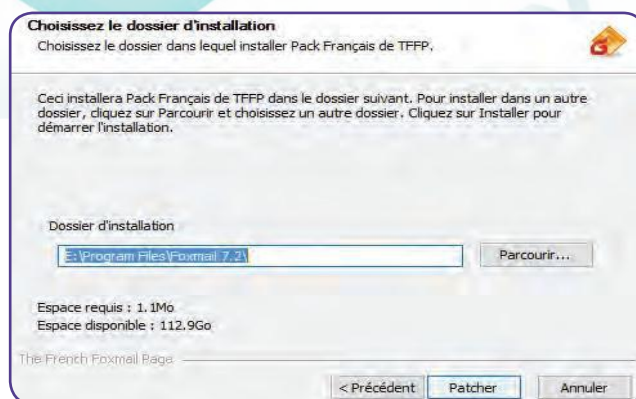 Choisissez le dossier d'installation
Choisissez le dossier dans lequel installer Pack Français de TFFP.
Ceci installera Pack Français de TFFP dans le dossier suivant. Pour installer dans un autre
dossier, cliquez sur Parcourir et choisissez un autre dossier. Cliquez sur Installer pour
démarrer l'installation.
Dossier d'installation
E:\Program Files\Foxmail 7.2\
Parcourir...
Espace requis : 1.1Mo
Espace disponible : 112.9Go
The French Foxmail Page
< Précédent Patcher Annuler